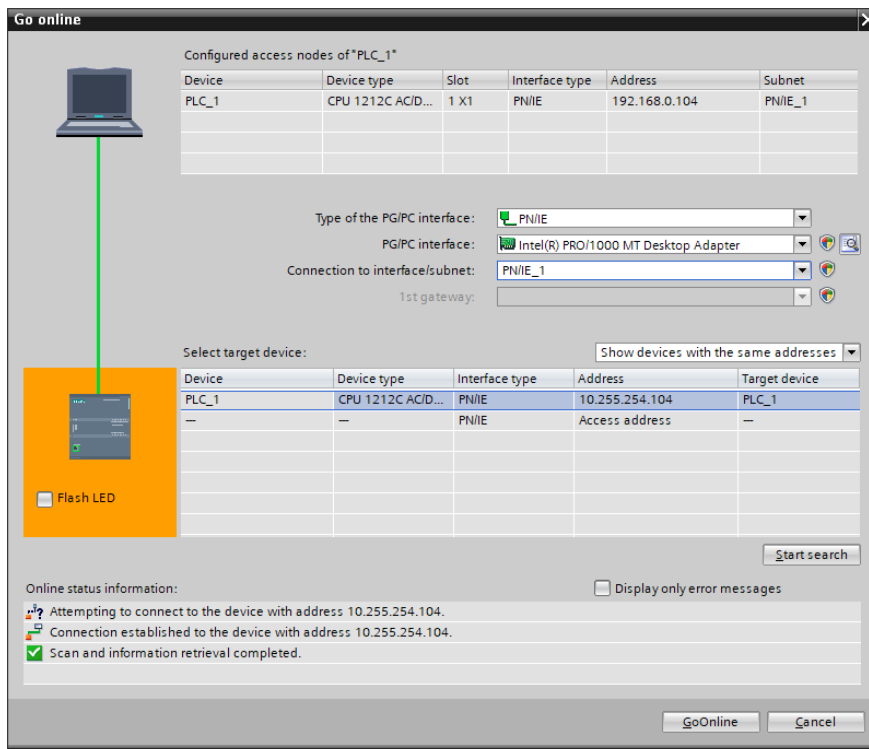 Go online
Configured access nodes of "PLC_1"
Device Device type Slot Interface type Address Subnet
PLC_1 CPU 1212C AC/D... 1 X1 PN/IE 192.168.0.104 PN/IE_1
Type of the PG/PC interface: PN/IE
PG/PC interface: Intel(R) PRO/1000 MT Desktop Adapter
Connection to interface/subnet: PN/IE_1
1st gateway:
Select target device: Show devices with the same addresses
Device Device type Interface type Address Target device
PLC_1 CPU 1212C AC/D... PN/IE 10.255.254.104 PLC_1
— — PN/IE Access address —
Flash LED
Start search
Online status information: Display only error messages
Attempting to connect to the device with address 10.255.254.104.
Connection established to the device with address 10.255.254.104.
Scan and information retrieval completed.
GoOnline Cancel